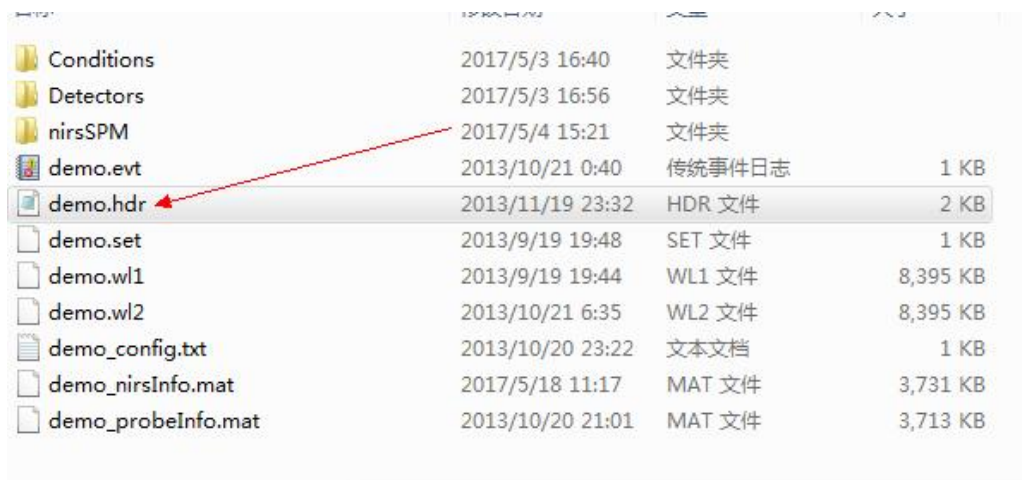 Conditions 2017/5/3 16:40 文件夹
Detectors 2017/5/3 16:56 文件夹
nirsSPM 2017/5/4 15:21 文件夹
demo.evt 2013/10/21 0:40 传统事件日志 1 KB
demo.hdr 2013/11/19 23:32 HDR 文件 2 KB
demo.set 2013/9/19 19:48 SET 文件 1 KB
demo.wl1 2013/9/19 19:44 WL1 文件 8,395 KB
demo.wl2 2013/10/21 6:35 WL2 文件 8,395 KB
demo_config.txt 2013/10/20 23:22 文本文档 1 KB
demo_nirsInfo.mat 2017/5/18 11:17 MAT 文件 3,731 KB
demo_probeInfo.mat 2013/10/20 21:01 MAT 文件 3,713 KB